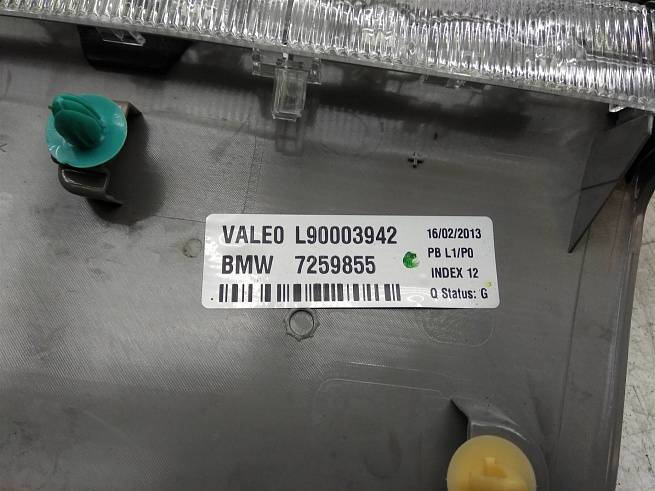 VALEO L90003942
BMW 7259855
16/02/2013
PB L1/P0
INDEX 12
Q Status: G